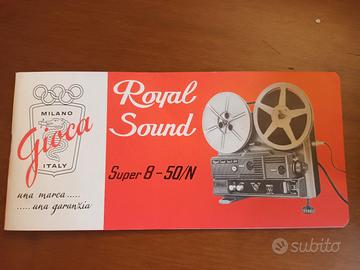 MILANO
Gioca
ITALY
una marca.....
.....una garanzia
Royal
Sound
Super 8-50/N
subito